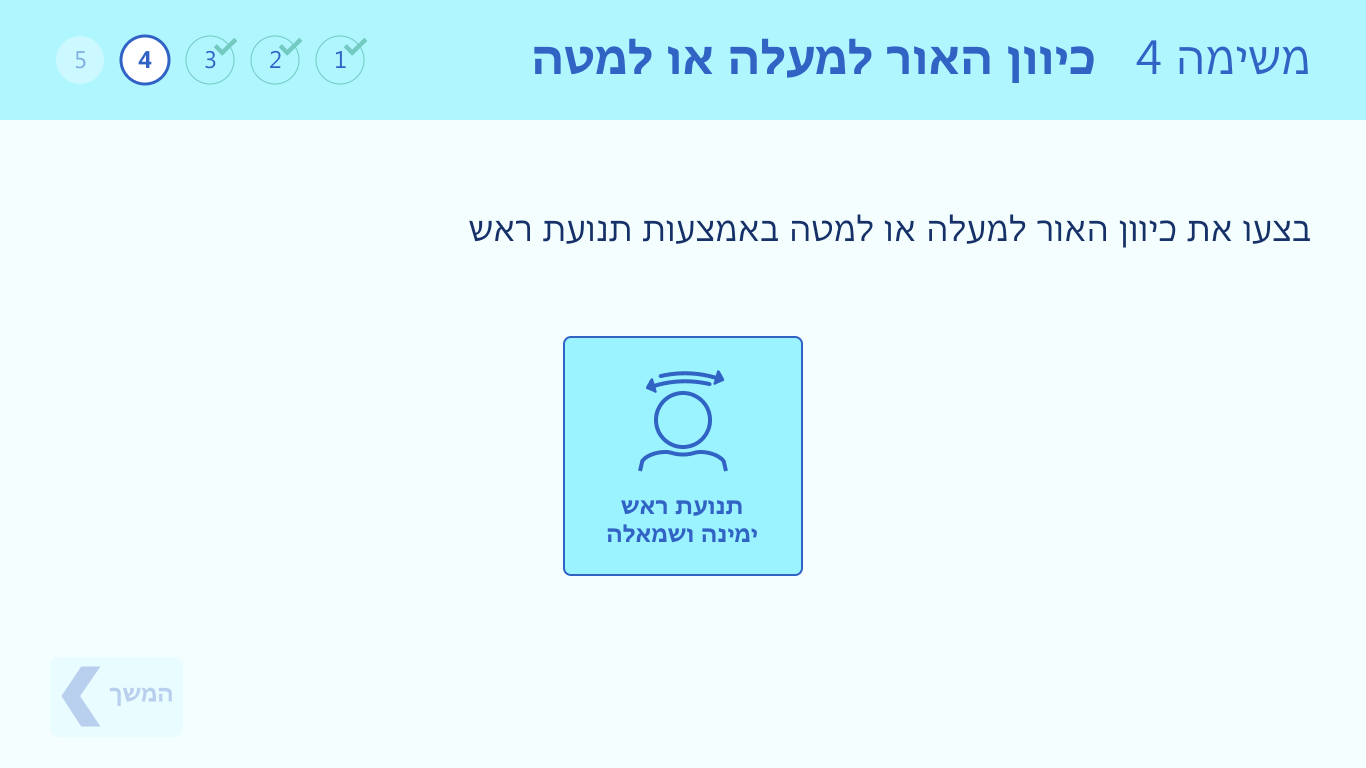 משימה 4 כיוון האור למעלה או למטה
1 2 3 4 5
בצעו את כיוון האור למעלה או למטה באמצעות תנועת ראש
תנועת ראש
ימינה ושמאלה
המשך